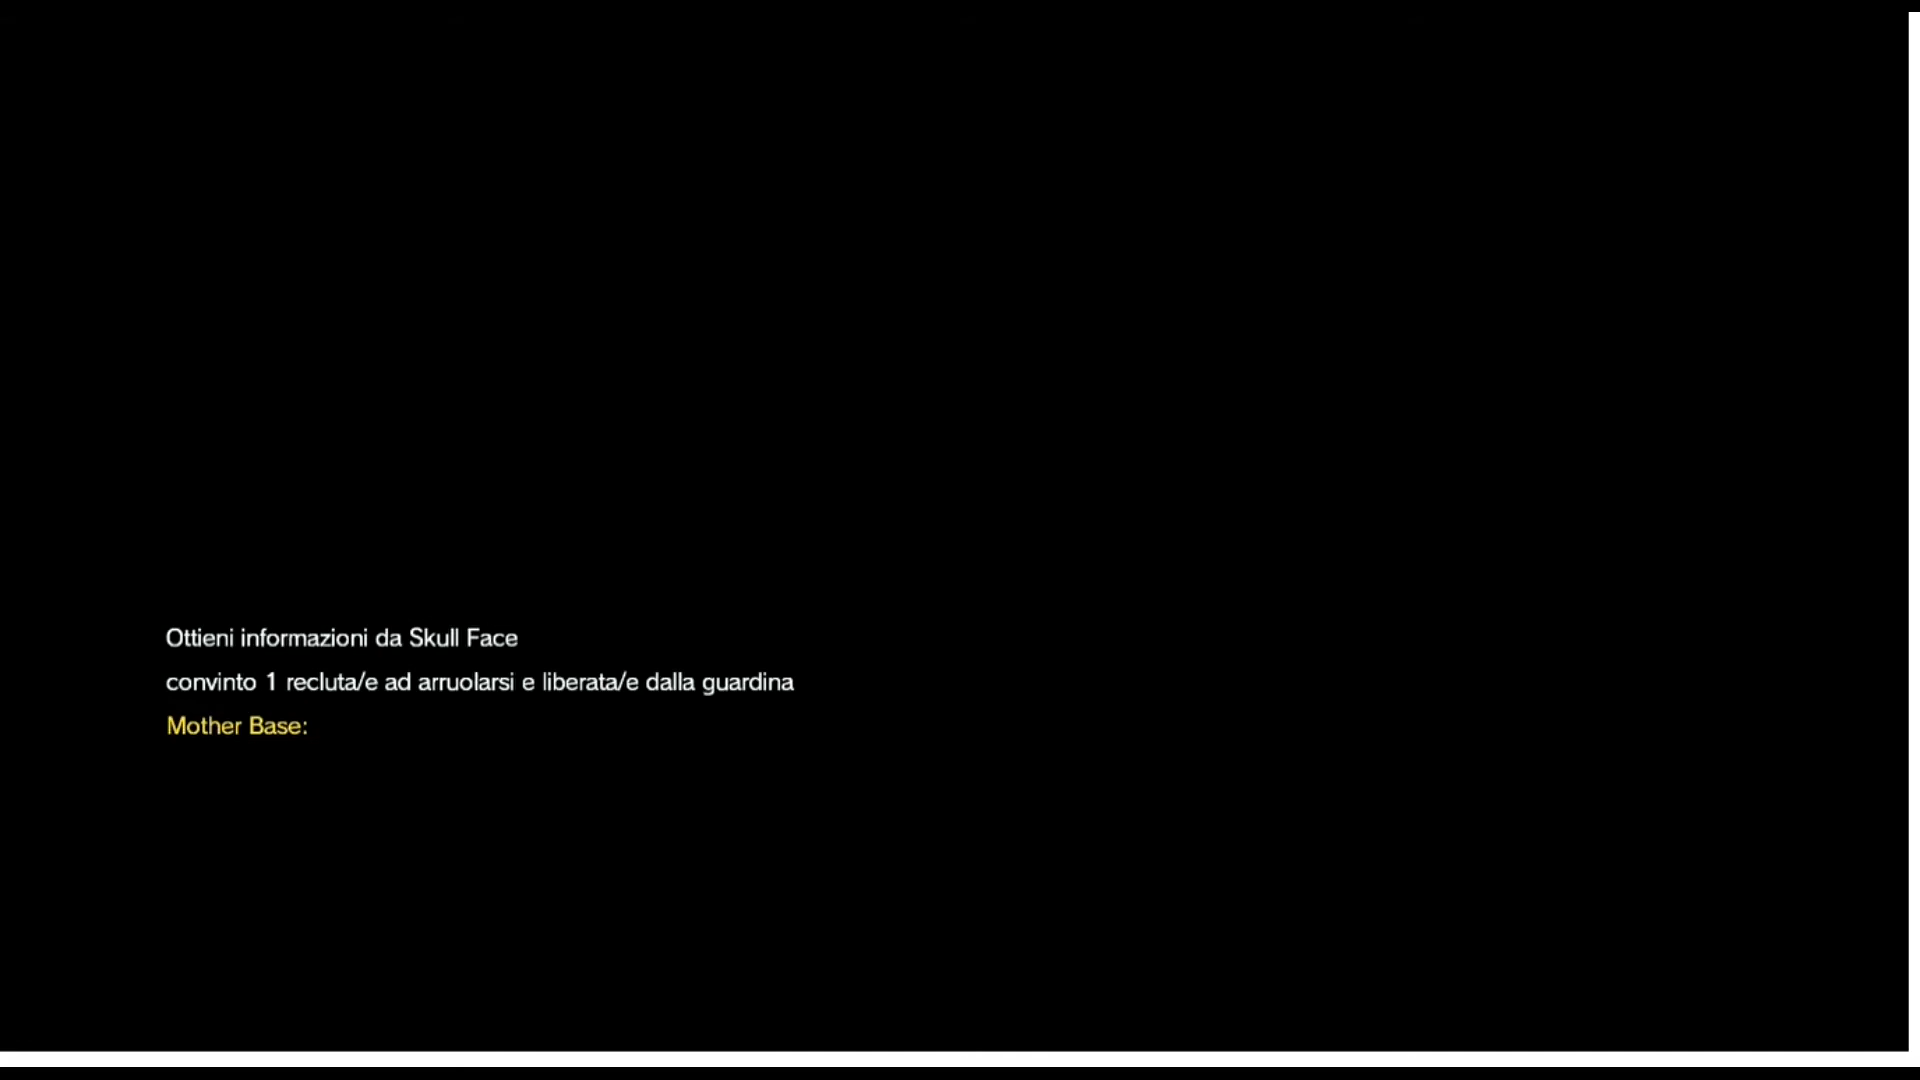 Ottieni informazioni da Skull Face
convinto 1 recluta/e ad arruolarsi e liberata/e dalla guardina
Mother Base: